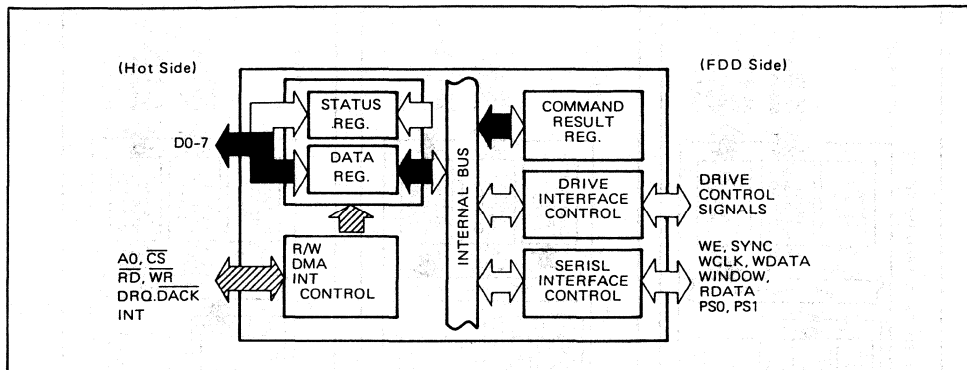 (Hot Side)
(FDD Side)
STATUS
.REG.
DATA
REG.
D0-7
R/W
DMA
INT
CONTROL
A0, CS
RD, WR
DRQ.DACK
INT
INTERNAL BUS
COMMAND
RESULT
REG.
DRIVE
INTERFACE
CONTROL
SERISL
INTERFACE
CONTROL
DRIVE
CONTROL
SIGNALS
WE, SYNC
WCLK, WDATA
WINDOW,
RDATA
PS0, PS1